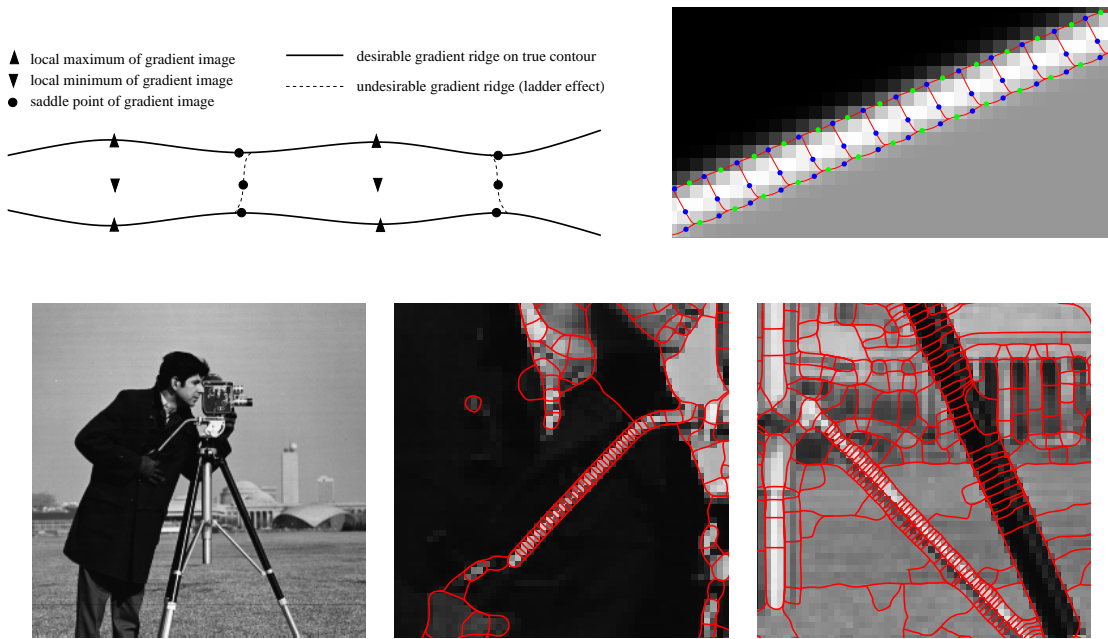 local maximum of gradient image
local minimum of gradient image
saddle point of gradient image
desirable gradient ridge on true contour
undesirable gradient ridge (ladder effect)